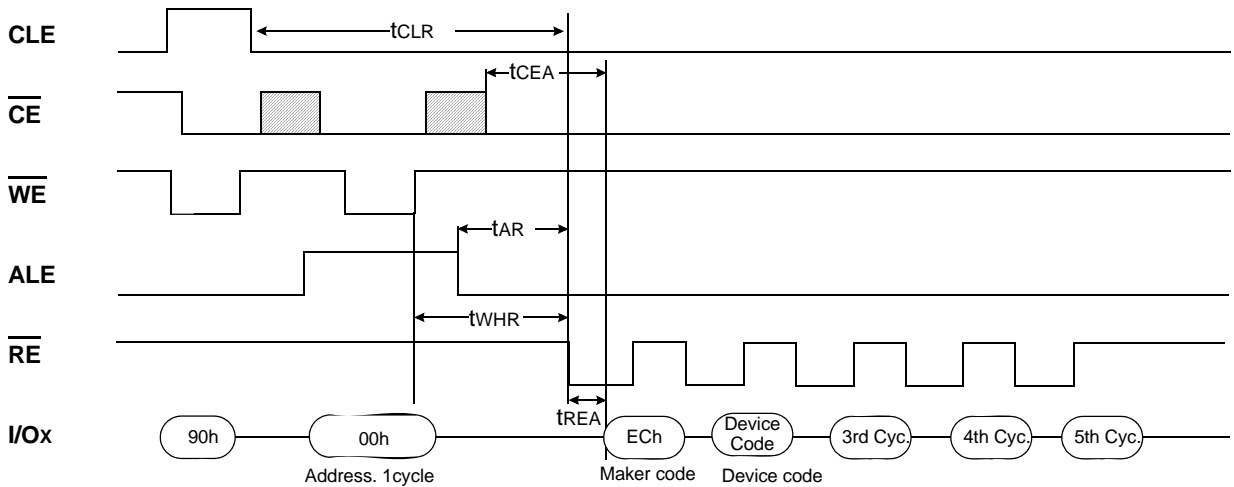 CLE
tCLR
tCEA
CE
WE
tAR
ALE
tWHR
RE
tREA
I/Ox
90h
00h
ECh
Device
Code
3rd Cyc.
4th Cyc.
5th Cyc.
Address. 1cycle
Maker code
Device code